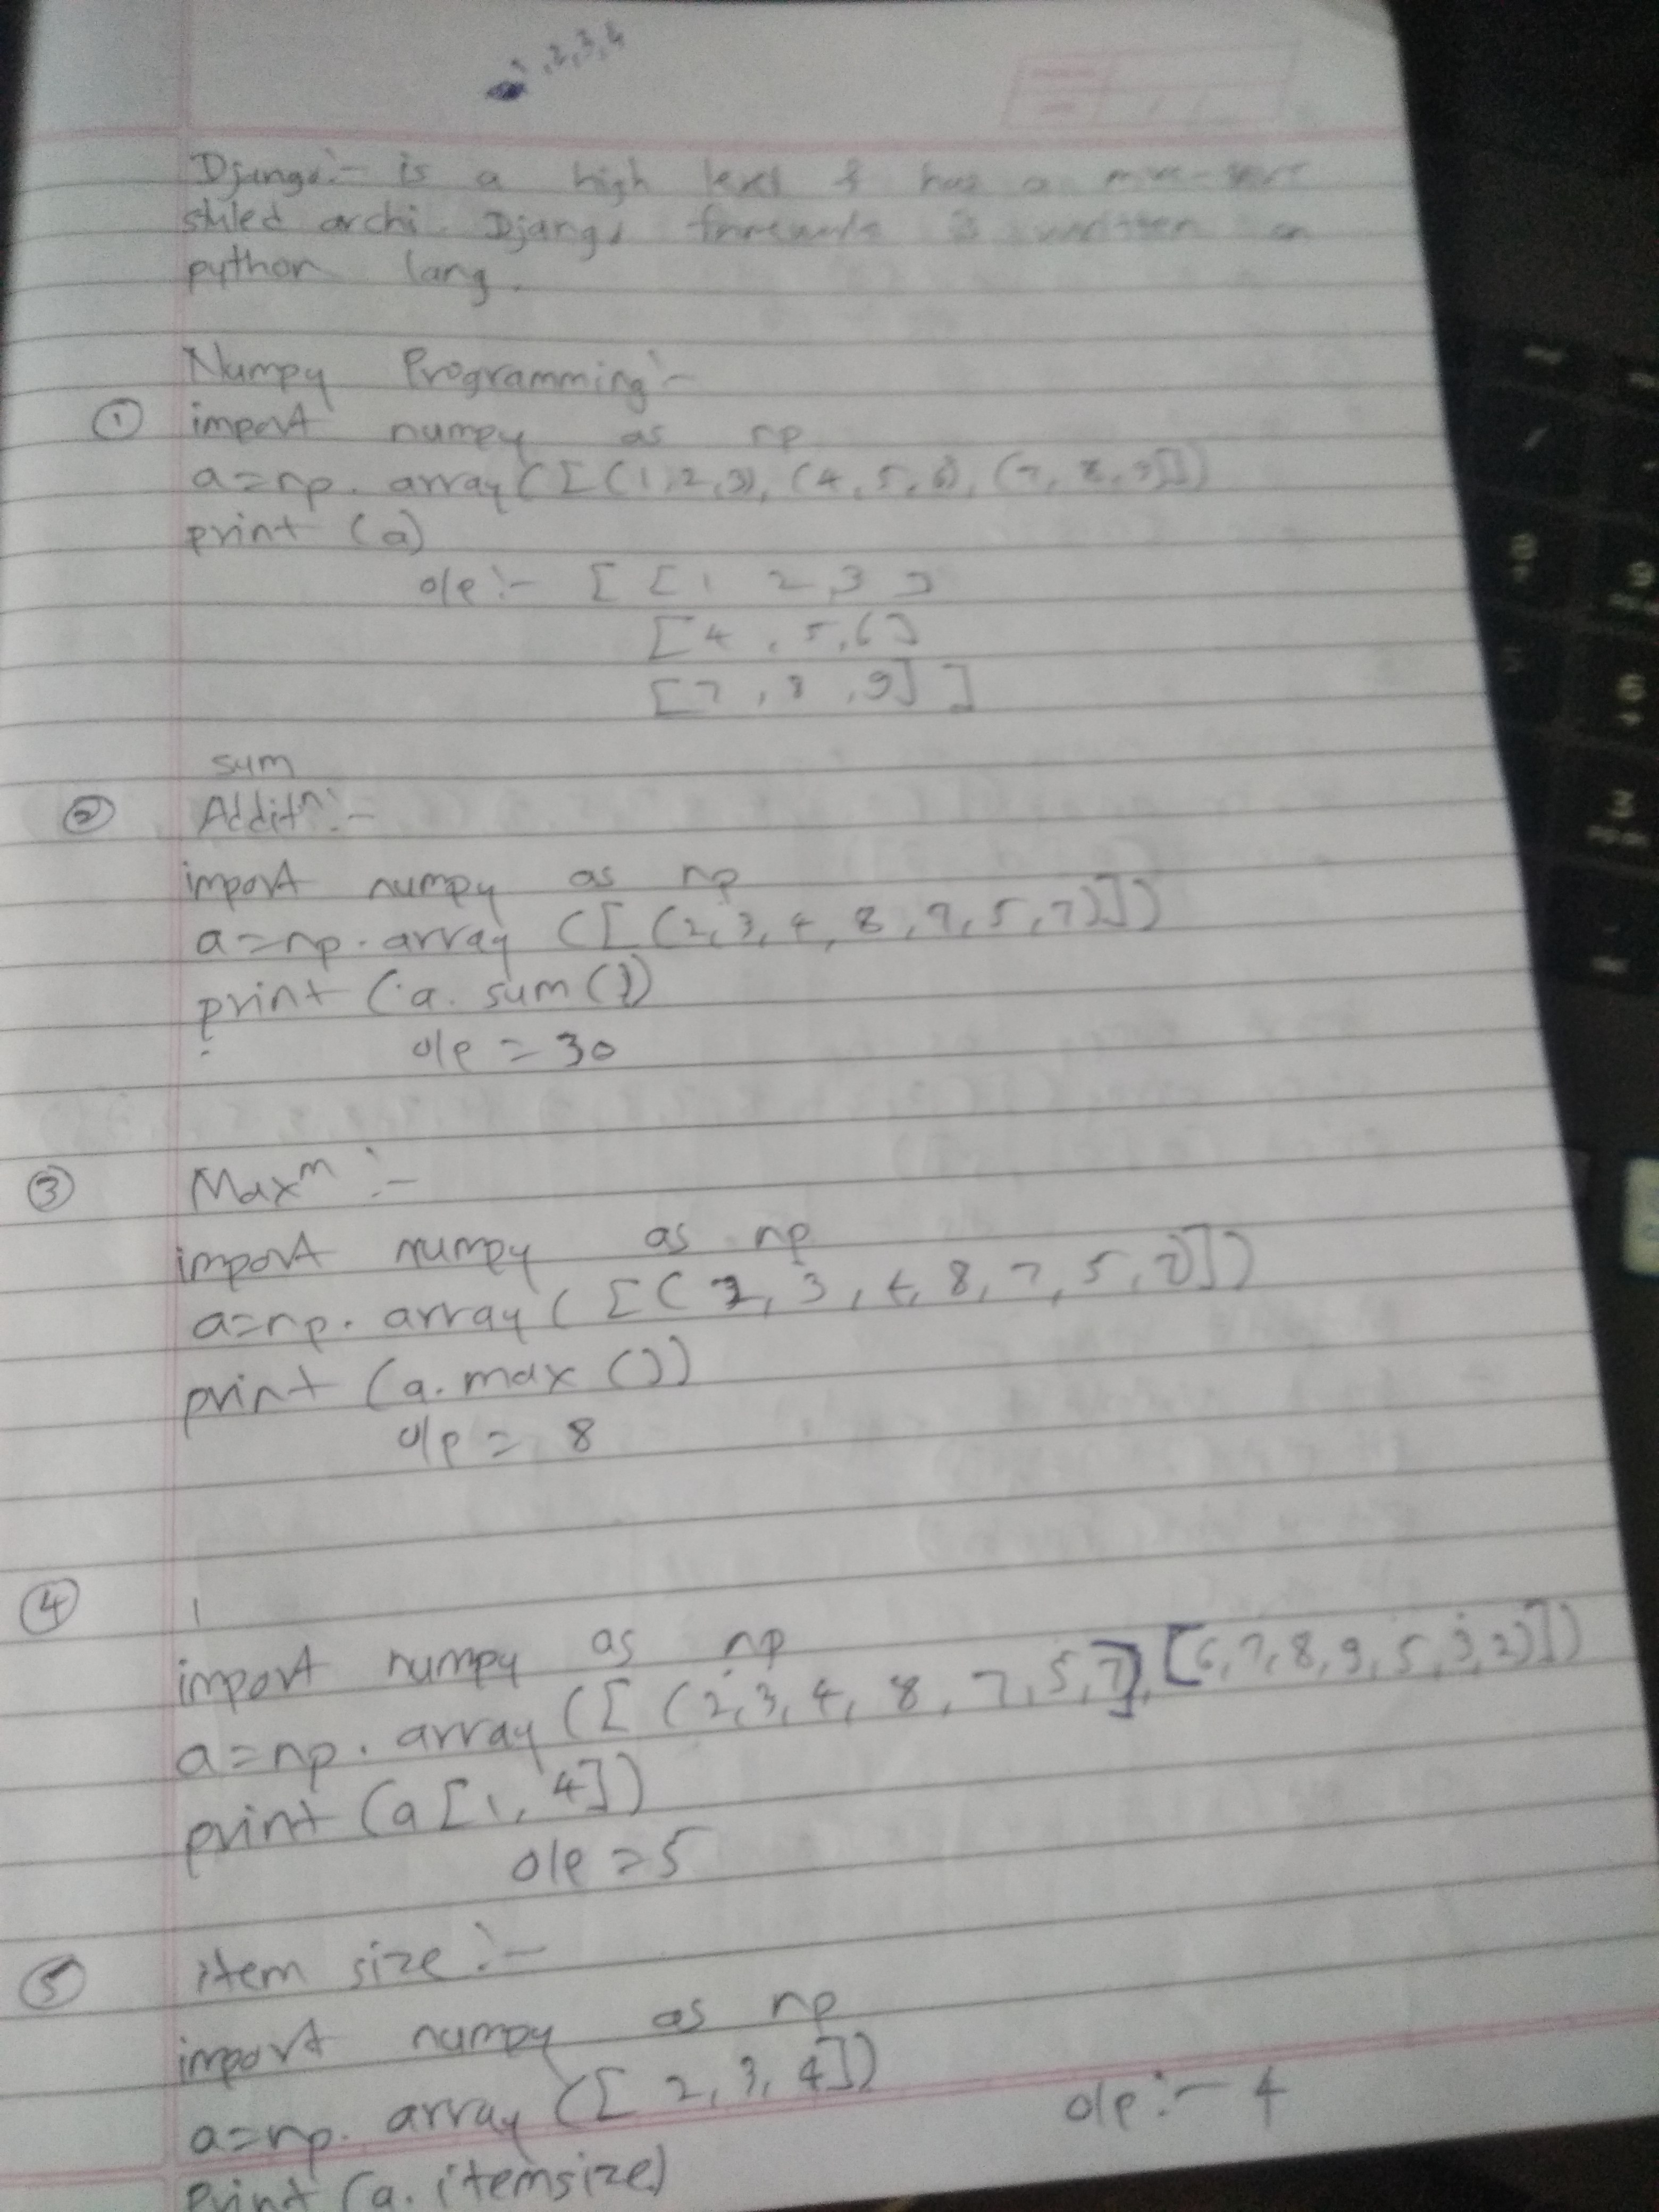 ,2,3,4
Django:- is a high level & has a
styled archi. Django is written in
python lang.
Numpy Programming:-
① import numpy as np
a=np.array([(1,2,3),(4,5,6),(7,8,9)])
print (a)
o/p:- [[1 2,3]
[4,5,6]
[7,8,9]]
sum
② Additⁿ:-
import numpy as np
a=np.array([(2,3,4,8,7,5,7)])
print (a.sum())
o/p = 30
③ Maxᵐ:-
import numpy as np
a=np.array([(2,3,4,8,7,5,7)])
print (a.max())
o/p = 8
④
import numpy as np
a=np.array([(2,3,4,8,7,5,7],[6,7,8,9,5,3,2)])
print (a[1,4])
o/p = 5
⑤ item size:-
import numpy as np
a=np.array([2,3,4])
o/p:- 4
print (a.itemsize)